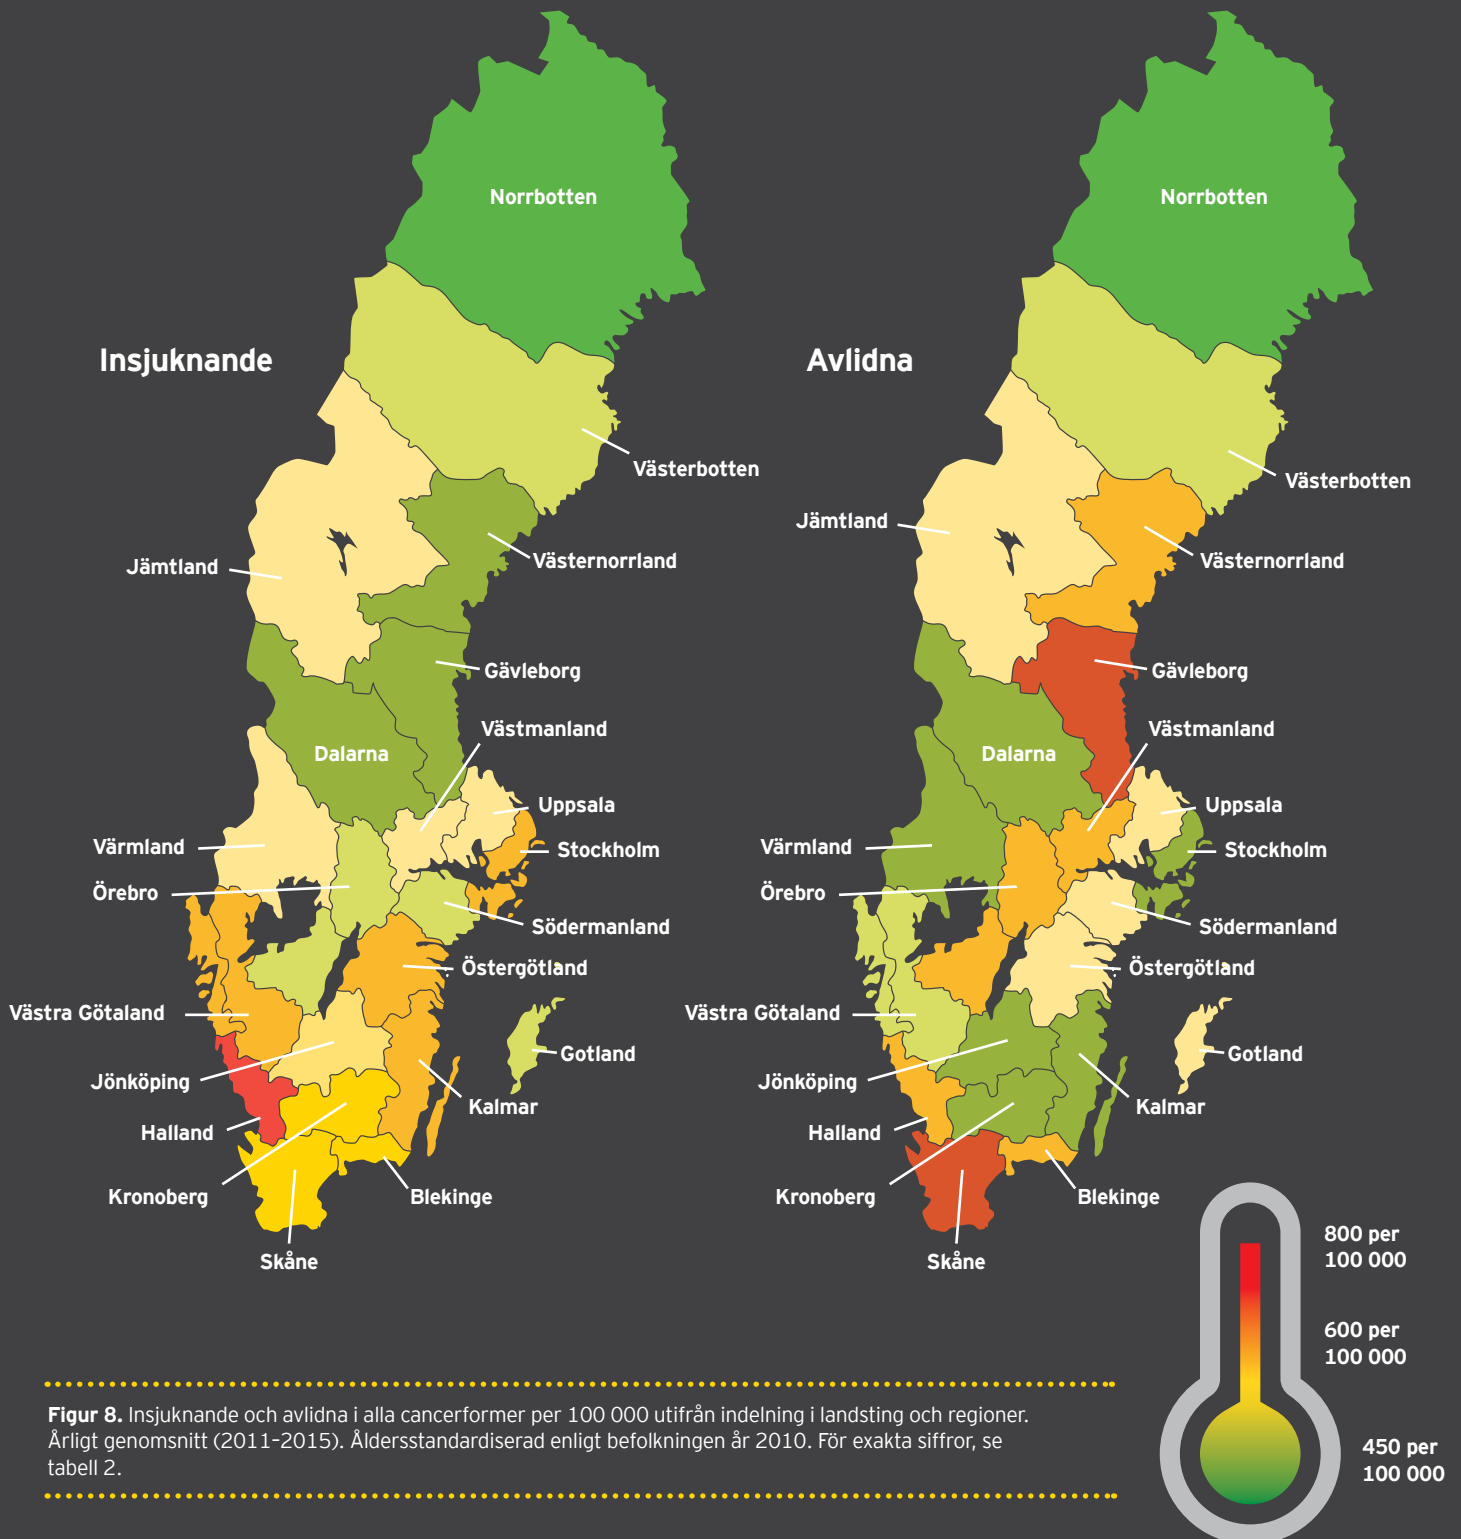 Insjuknande
Norrbotten
Västerbotten
Jämtland
Västernorrland
Gävleborg
Västmanland
Dalarna
Uppsala
Värmland
Stockholm
Örebro
Södermanland
Östergötland
Västra Götaland
Gotland
Jönköping
Kalmar
Halland
Kronoberg
Blekinge
Skåne
Avlidna
Norrbotten
Västerbotten
Jämtland
Västernorrland
Gävleborg
Västmanland
Dalarna
Uppsala
Värmland
Stockholm
Örebro
Södermanland
Östergötland
Västra Götaland
Gotland
Jönköping
Kalmar
Halland
Kronoberg
Blekinge
Skåne
800 per
100 000
600 per
100 000
450 per
100 000
Figur 8. Insjuknande och avlidna i alla cancerformer per 100 000 utifrån indelning i landsting och regioner.
Årligt genomsnitt (2011–2015). Åldersstandardiserad enligt befolkningen år 2010. För exakta siffror, se
tabell 2.